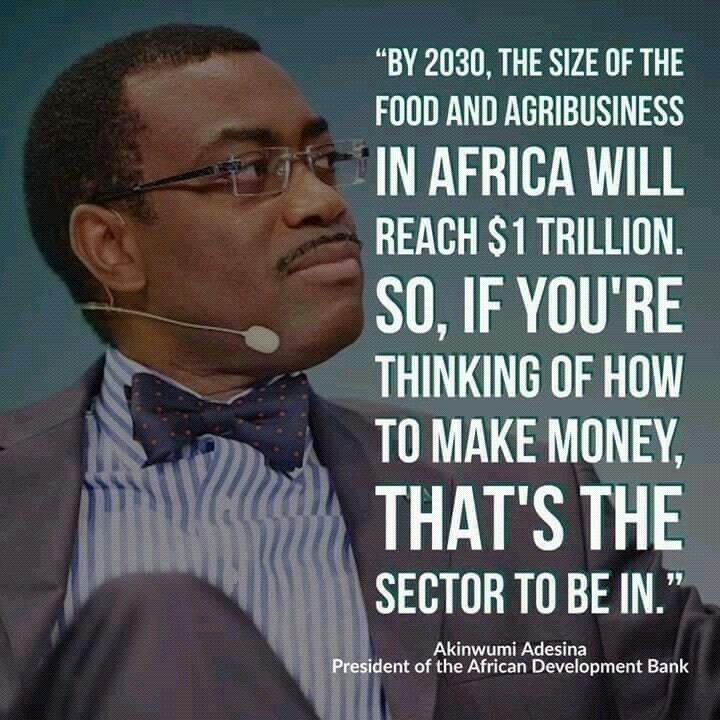 “BY 2030, THE SIZE OF THE
FOOD AND AGRIBUSINESS
IN AFRICA WILL
REACH $1 TRILLION.
SO, IF YOU'RE
THINKING OF HOW
TO MAKE MONEY,
THAT'S THE
SECTOR TO BE IN.”
Akinwumi Adesina
President of the African Development Bank